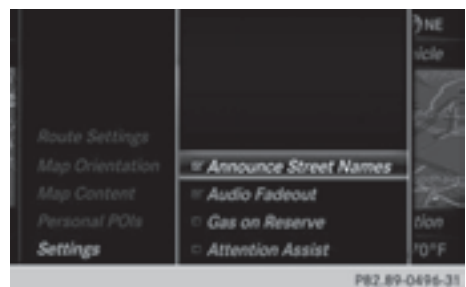 NE
icle
Route Settings
Map Orientation
Map Content
Personal POIs
Settings
Announce Street Names
Audio Fadeout
Gas on Reserve
Attention Assist
tion
70°F
P82.89-0496-31